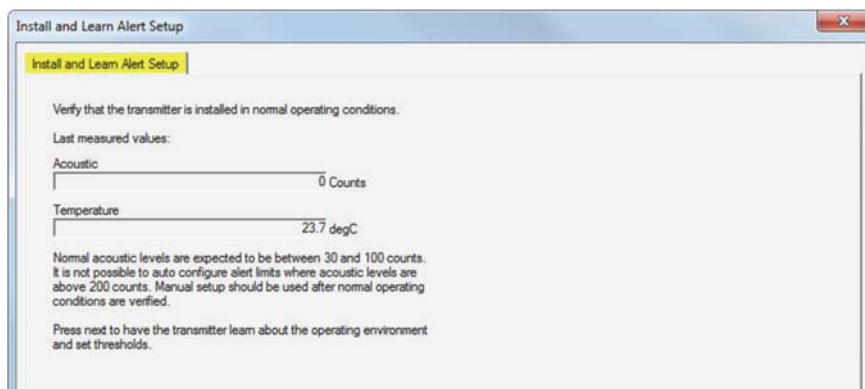 Install and Learn Alert Setup
Install and Learn Alert Setup
Verify that the transmitter is installed in normal operating conditions.
Last measured values:
Acoustic
0 Counts
Temperature
23.7 degC
Normal acoustic levels are expected to be between 30 and 100 counts.
It is not possible to auto configure alert limits where acoustic levels are
above 200 counts. Manual setup should be used after normal operating
conditions are verified.
Press next to have the transmitter learn about the operating environment
and set thresholds.